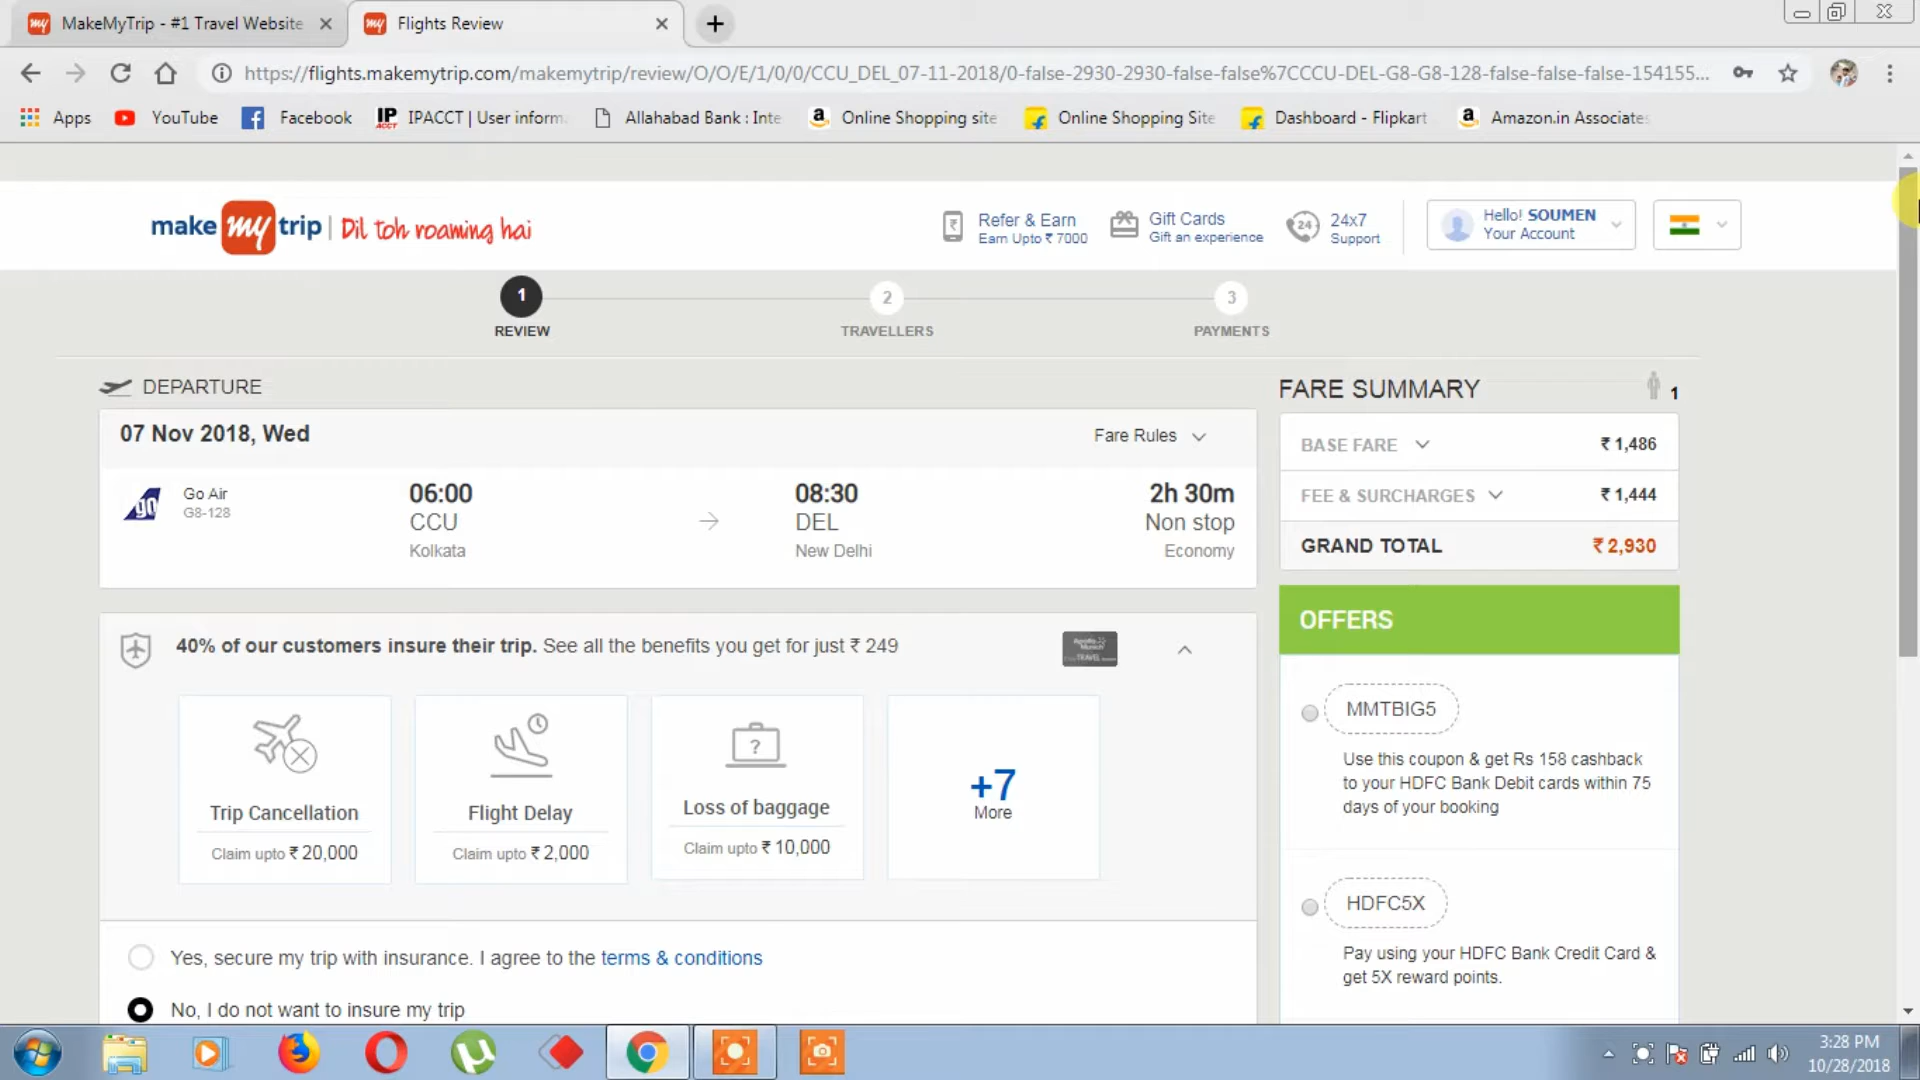 MakeMyTrip - #1 Travel Website
Flights Review
https://flights.makemytrip.com/makemytrip/review/O/O/E/1/0/0/CCU_DEL_07-11-2018/0-false-2930-2930-false-false%7CCCU-DEL-G8-G8-128-false-false-false-154155...
Apps
YouTube
Facebook
IPACCT | User inform
Allahabad Bank : Inte
Online Shopping site
Online Shopping Site
Dashboard - Flipkart
Amazon.in Associates
make my trip | Dil toh roaming hai
Refer & Earn
Earn Upto ₹ 7000
Gift Cards
Gift an experience
24
24x7
Support
Hello! SOUMEN
Your Account
1
REVIEW
2
TRAVELLERS
3
PAYMENTS
DEPARTURE
07 Nov 2018, Wed
Fare Rules
go
Go Air
G8-128
06:00
CCU
Kolkata
08:30
DEL
New Delhi
2h 30m
Non stop
Economy
40% of our customers insure their trip. See all the benefits you get for just ₹ 249
Apollo Munich
TRAVEL
Trip Cancellation
Claim upto ₹ 20,000
Flight Delay
Claim upto ₹ 2,000
Loss of baggage
Claim upto ₹ 10,000
+7
More
Yes, secure my trip with insurance. I agree to the terms & conditions
No, I do not want to insure my trip
FARE SUMMARY
1
BASE FARE ₹ 1,486
FEE & SURCHARGES ₹ 1,444
GRAND TOTAL ₹ 2,930
OFFERS
MMTBIG5
Use this coupon & get Rs 158 cashback
to your HDFC Bank Debit cards within 75
days of your booking
HDFC5X
Pay using your HDFC Bank Credit Card &
get 5X reward points.
3:28 PM
10/28/2018